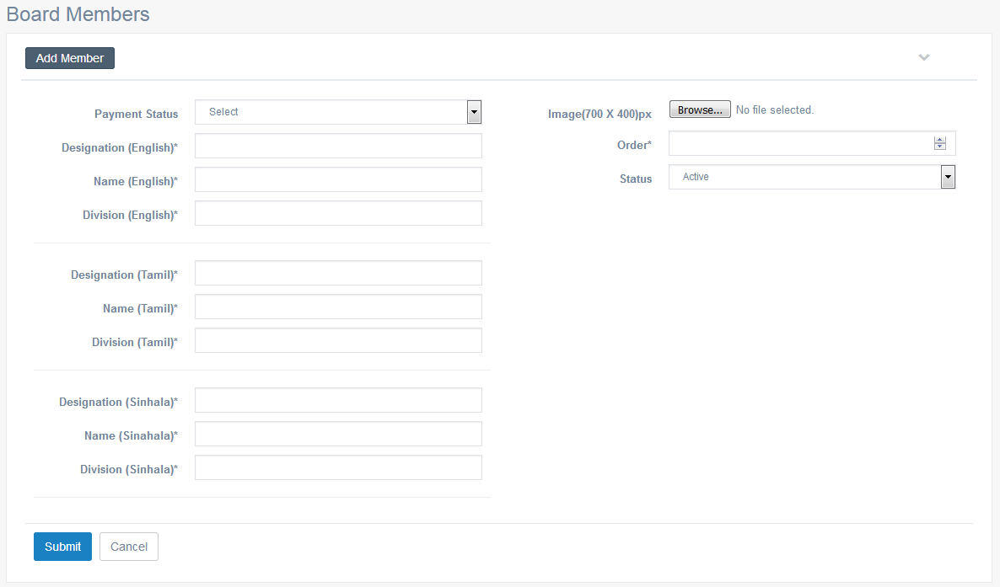 Board Members
Add Member
Payment Status Select
Designation (English)*
Name (English)*
Division (English)*
Designation (Tamil)*
Name (Tamil)*
Division (Tamil)*
Designation (Sinhala)*
Name (Sinahala)*
Division (Sinhala)*
Image(700 X 400)px Browse... No file selected.
Order*
Status Active
Submit Cancel